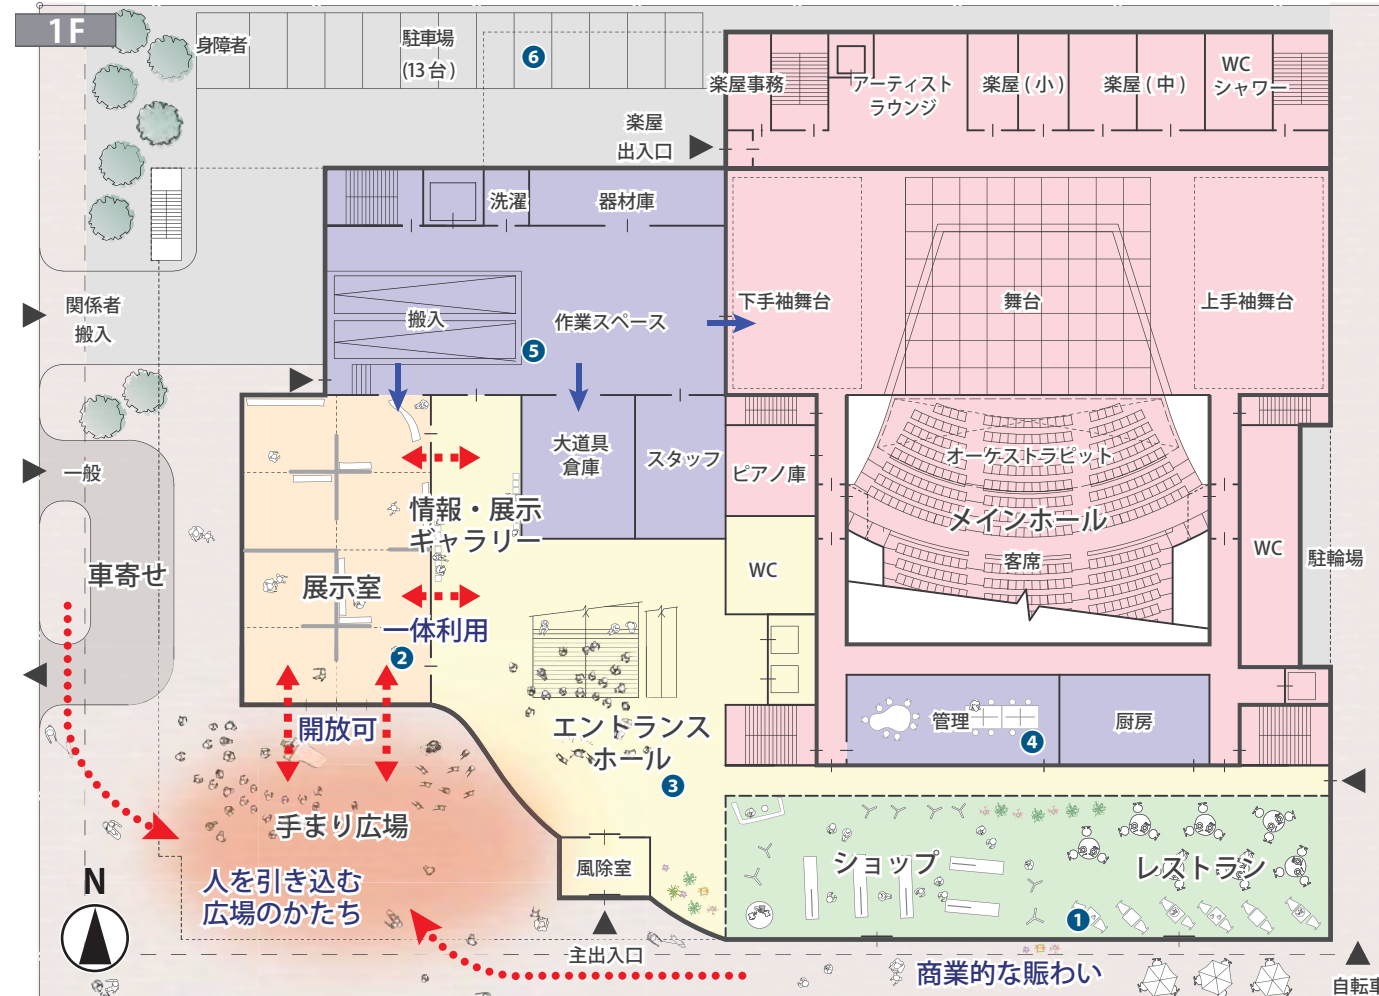 1F
身障者
駐車場
(13台)
6
楽屋事務
アーティスト
ラウンジ
楽屋(小)
楽屋(中)
WC
シャワー
楽屋
出入口
洗濯
器材庫
関係者
搬入
搬入
作業スペース
5
下手袖舞台
舞台
上手袖舞台
大道具
倉庫
スタッフ
ピアノ庫
オーケストラピット
メインホール
客席
WC
駐輪場
一般
車寄せ
情報・展示
ギャラリー
展示室
一体利用
2
WC
開放可
エントランス
ホール
3
管理
4
厨房
手まり広場
人を引き込む
広場のかたち
風除室
ショップ
レストラン
1
N
主出入口
商業的な賑わい
自転車